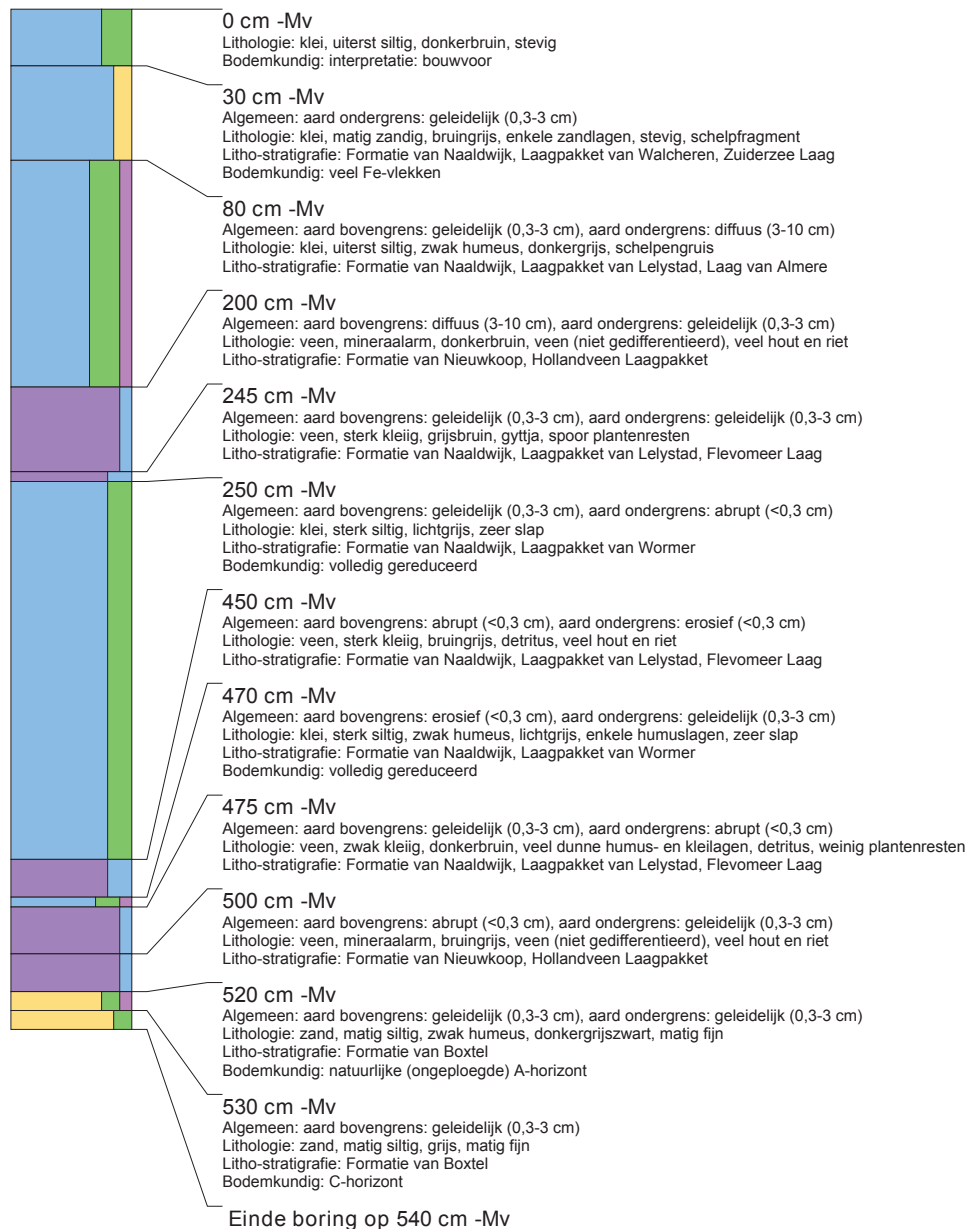 0 cm -Mv
Lithologie: klei, uiterst siltig, donkerbruin, stevig
Bodemkundig: interpretatie: bouwvoor
30 cm -Mv
Algemeen: aard ondergrens: geleidelijk (0,3-3 cm)
Lithologie: klei, matig zandig, bruingrijs, enkele zandlagen, stevig, schelpfragment
Litho-stratigrafie: Formatie van Naaldwijk, Laagpakket van Walcheren, Zuiderzee Laag
Bodemkundig: veel Fe-vlekken
80 cm -Mv
Algemeen: aard bovengrens: geleidelijk (0,3-3 cm), aard ondergrens: diffuus (3-10 cm)
Lithologie: klei, uiterst siltig, zwak humeus, donkergrijs, schelpengruis
Litho-stratigrafie: Formatie van Naaldwijk, Laagpakket van Lelystad, Laag van Almere
200 cm -Mv
Algemeen: aard bovengrens: diffuus (3-10 cm), aard ondergrens: geleidelijk (0,3-3 cm)
Lithologie: veen, mineraalarm, donkerbruin, veen (niet gedifferentieerd), veel hout en riet
Litho-stratigrafie: Formatie van Nieuwkoop, Hollandveen Laagpakket
245 cm -Mv
Algemeen: aard bovengrens: geleidelijk (0,3-3 cm), aard ondergrens: geleidelijk (0,3-3 cm)
Lithologie: veen, sterk kleiig, grijsbruin, gyttja, spoor plantenresten
Litho-stratigrafie: Formatie van Naaldwijk, Laagpakket van Lelystad, Flevomeer Laag
250 cm -Mv
Algemeen: aard bovengrens: geleidelijk (0,3-3 cm), aard ondergrens: abrupt (<0,3 cm)
Lithologie: klei, sterk siltig, lichtgrijs, zeer slap
Litho-stratigrafie: Formatie van Naaldwijk, Laagpakket van Wormer
Bodemkundig: volledig gereduceerd
450 cm -Mv
Algemeen: aard bovengrens: abrupt (<0,3 cm), aard ondergrens: erosief (<0,3 cm)
Lithologie: veen, sterk kleiig, bruingrijs, detritus, veel hout en riet
Litho-stratigrafie: Formatie van Naaldwijk, Laagpakket van Lelystad, Flevomeer Laag
470 cm -Mv
Algemeen: aard bovengrens: erosief (<0,3 cm), aard ondergrens: geleidelijk (0,3-3 cm)
Lithologie: klei, sterk siltig, zwak humeus, lichtgrijs, enkele humuslagen, zeer slap
Litho-stratigrafie: Formatie van Naaldwijk, Laagpakket van Wormer
Bodemkundig: volledig gereduceerd
475 cm -Mv
Algemeen: aard bovengrens: geleidelijk (0,3-3 cm), aard ondergrens: abrupt (<0,3 cm)
Lithologie: veen, zwak kleiig, donkerbruin, veel dunne humus- en kleilagen, detritus, weinig plantenresten
Litho-stratigrafie: Formatie van Naaldwijk, Laagpakket van Lelystad, Flevomeer Laag
500 cm -Mv
Algemeen: aard bovengrens: abrupt (<0,3 cm), aard ondergrens: geleidelijk (0,3-3 cm)
Lithologie: veen, mineraalarm, bruingrijs, veen (niet gedifferentieerd), veel hout en riet
Litho-stratigrafie: Formatie van Nieuwkoop, Hollandveen Laagpakket
520 cm -Mv
Algemeen: aard bovengrens: geleidelijk (0,3-3 cm), aard ondergrens: geleidelijk (0,3-3 cm)
Lithologie: zand, matig siltig, zwak humeus, donkergrijszwart, matig fijn
Litho-stratigrafie: Formatie van Boxtel
Bodemkundig: natuurlijke (ongeploegde) A-horizont
530 cm -Mv
Algemeen: aard bovengrens: geleidelijk (0,3-3 cm)
Lithologie: zand, matig siltig, grijs, matig fijn
Litho-stratigrafie: Formatie van Boxtel
Bodemkundig: C-horizont
Einde boring op 540 cm -Mv